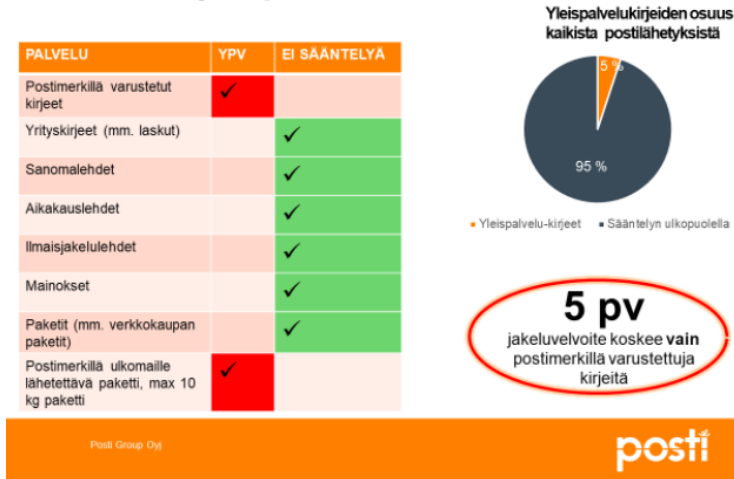 Yleispalvelukirjeiden osuus
kaikista postilähetyksistä
PALVELU YPV EI SÄÄNTELYÄ
Postimerkillä varustetut
kirjeet ✓
Yrityskirjeet (mm. laskut) ✓
Sanomalehdet ✓
Aikakauslehdet ✓
Ilmaisjakelulehdet ✓
Mainokset ✓
Paketit (mm. verkkokaupan
paketit) ✓
Postimerkillä ulkomaille
lähetettävä paketti, max 10
kg paketti ✓
5 %
95 %
Yleispalvelu-kirjeet Sääntelyn ulkopuolella
5 pv
jakeluvelvoite koskee vain
postimerkillä varustettuja
kirjeitä
Posti Group Oyj
posti